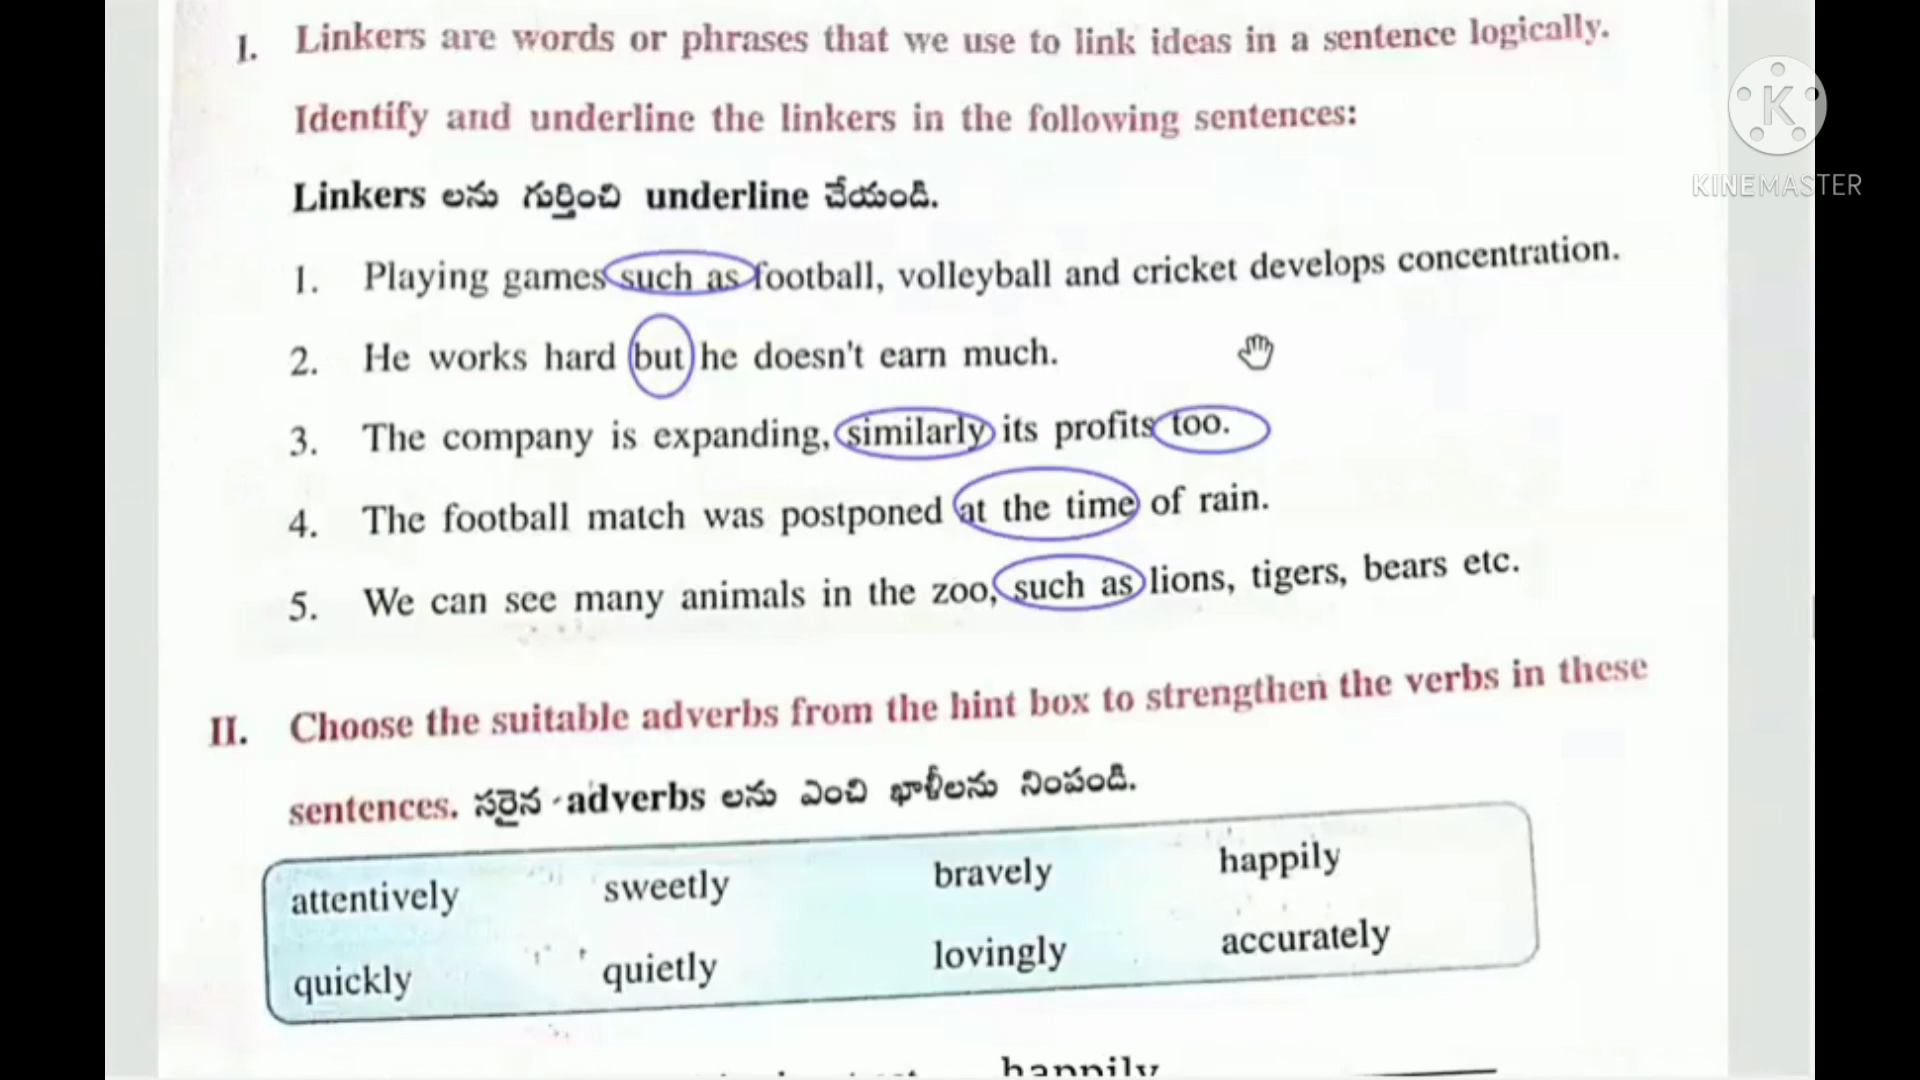 I. Linkers are words or phrases that we use to link ideas in a sentence logically.
Identify and underline the linkers in the following sentences:
Linkers లను గుర్తించి underline చేయండి.
1. Playing games such as football, volleyball and cricket develops concentration.
2. He works hard but he doesn't earn much.
3. The company is expanding, similarly its profits too.
4. The football match was postponed at the time of rain.
5. We can see many animals in the zoo, such as lions, tigers, bears etc.
II. Choose the suitable adverbs from the hint box to strengthen the verbs in these
sentences. సరైన adverbs లను ఎంచి ఖాళీలను నింపండి.
attentively sweetly bravely happily
quickly quietly lovingly accurately
happily
K
KINEMASTER